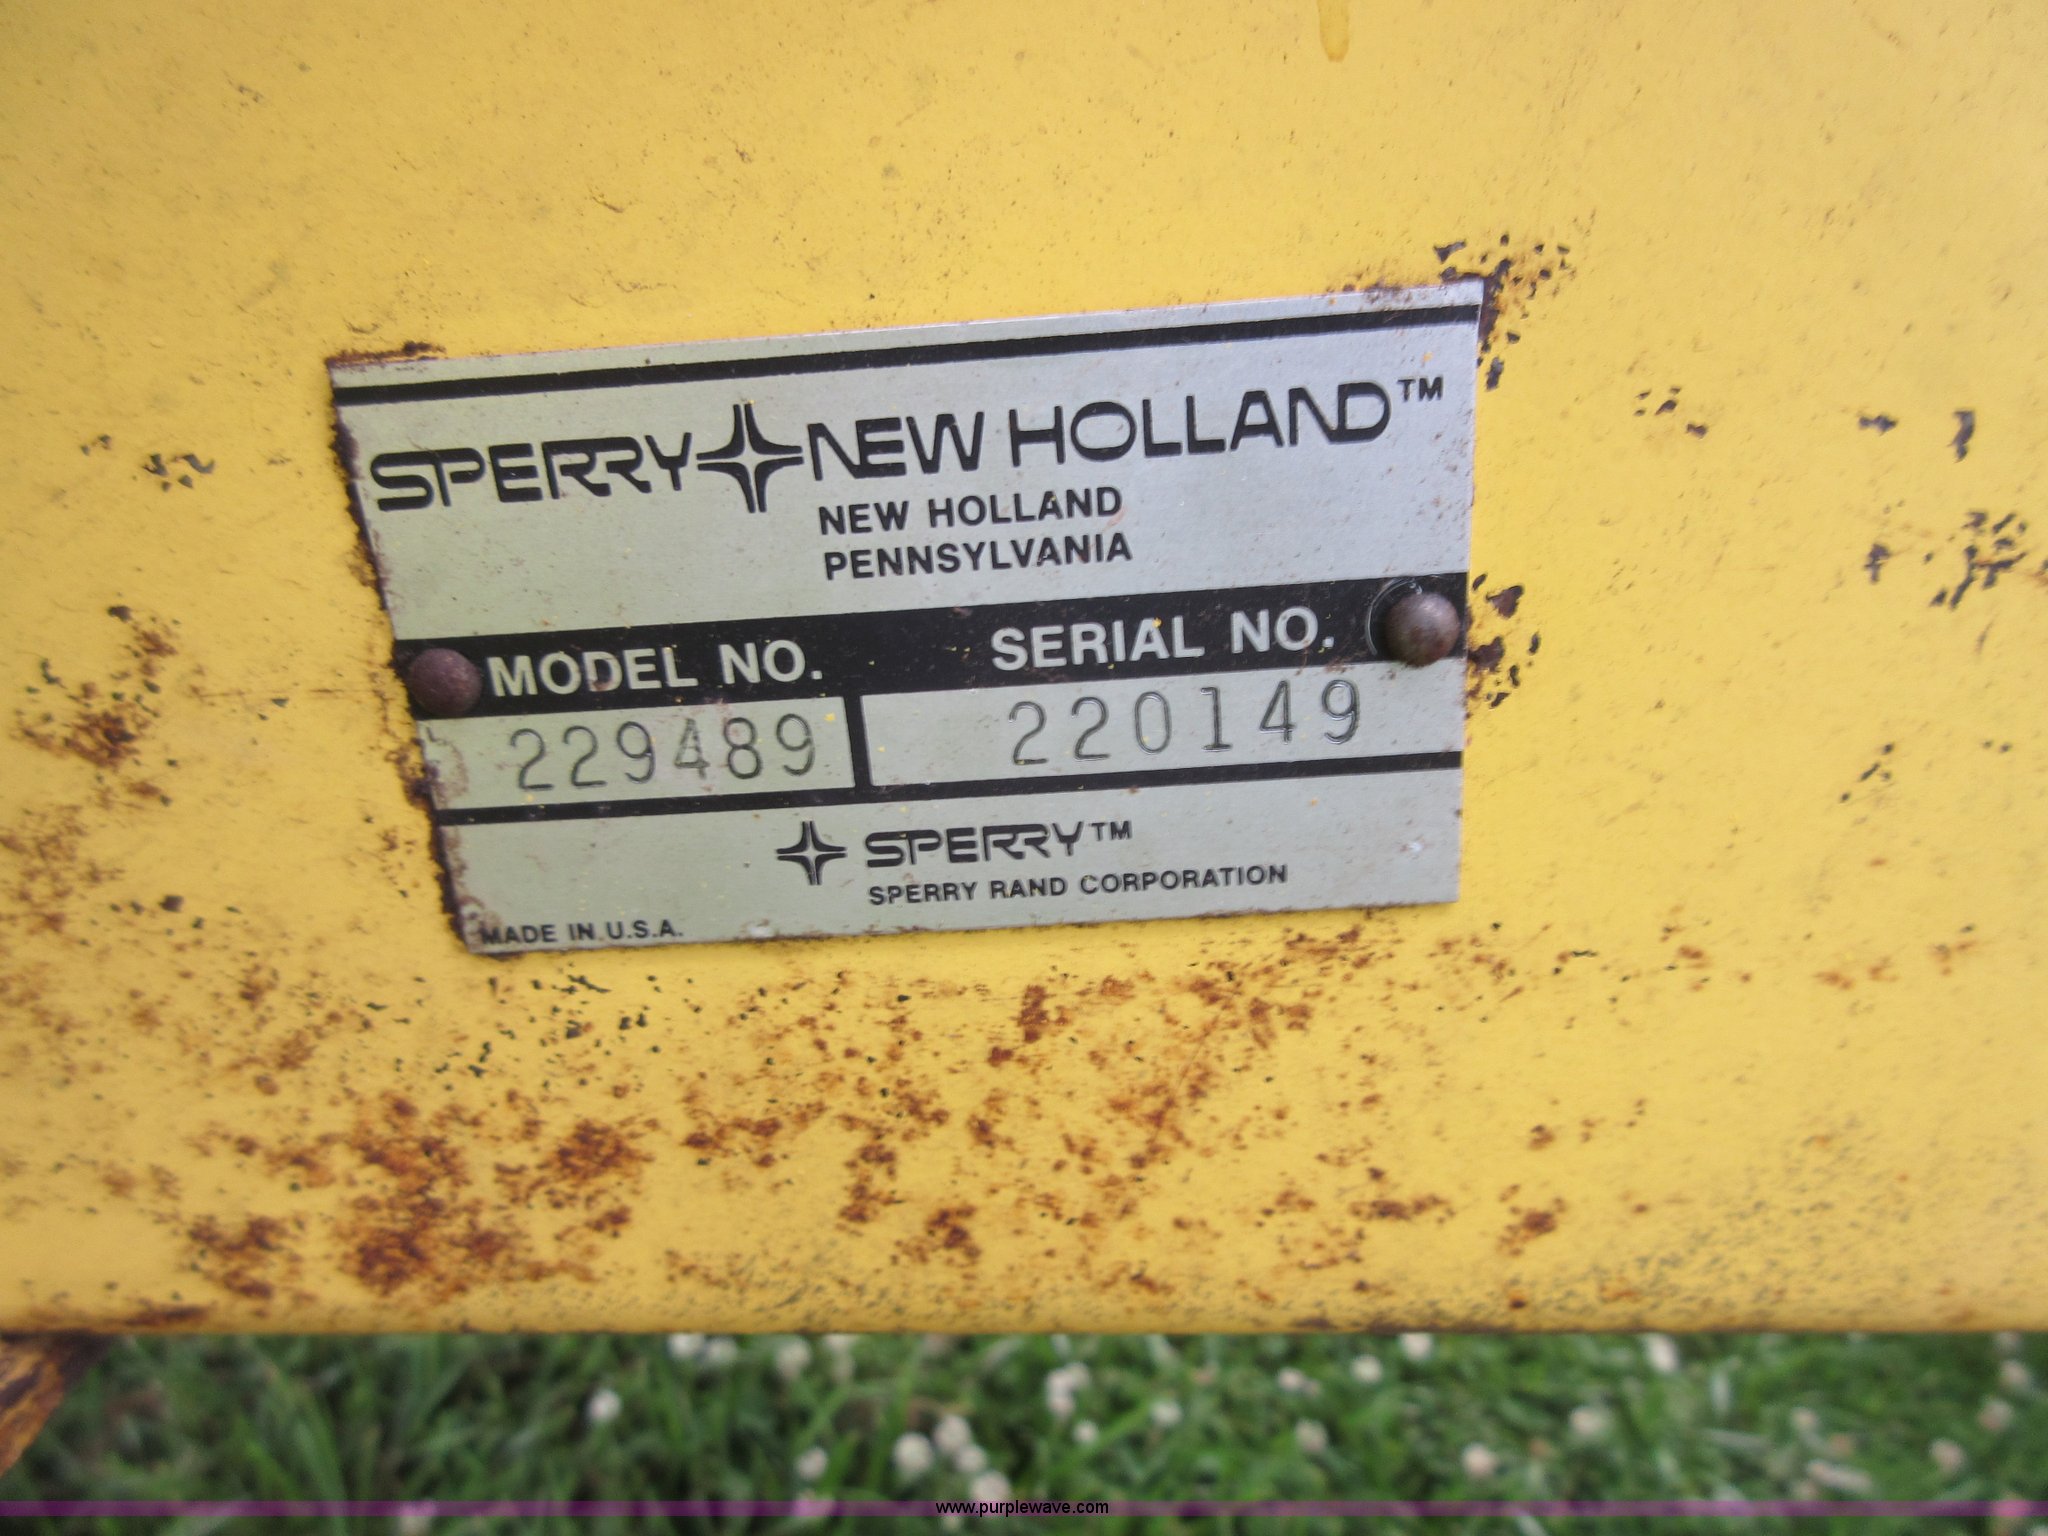 SPERRY NEW HOLLAND™
NEW HOLLAND
PENNSYLVANIA
MODEL NO. SERIAL NO.
229489 220149
SPERRY™
SPERRY RAND CORPORATION
MADE IN U.S.A.
www.purplewave.com